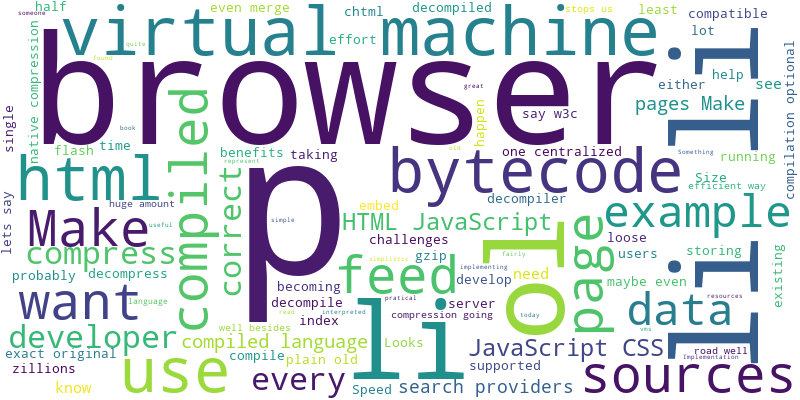 half
even merge
chtml
decompiled
stops us
least
compatible
someone
virtual machine
effort
quite
found
lot
browser
native compression
single
flash
time
benefits
taking
represent
compiled
great
say w3c
happen
book
old
either
help
see
pages Make
Something
running
one centralized
bytecode
Size
efficient way
compilation optional
li li
html
huge amount
correct
p
decompiler
embed
HTML JavaScript
example
lets say
Make
useful
simple
challenges
fairly
loose
compress
probably
decompress
simplistic
gzip
feed
ol
page
users
storing
maybe even
existing
becoming
decompile
develop
implementing
need
want
language
read
interpreted
pratical
server
compression going
today
data
resources
vms
developer
well besides
index
li
exact original
compiled language
Looks
JavaScript CSS
road well
Implementation
zillions
compile
plain old
supported
know
use
every
Speed
search providers
sources